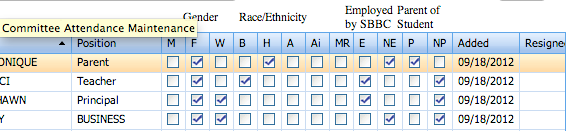 Gender Race/Ethnicity Employed Parent of
by SBBC Student
Committee Attendance Maintenance
Position M F W B H A Ai MR E NE P NP Added Resigne
ONIQUE Parent 09/18/2012
CI Teacher 09/18/2012
HAWN Principal 09/18/2012
Y BUSINESS 09/18/2012